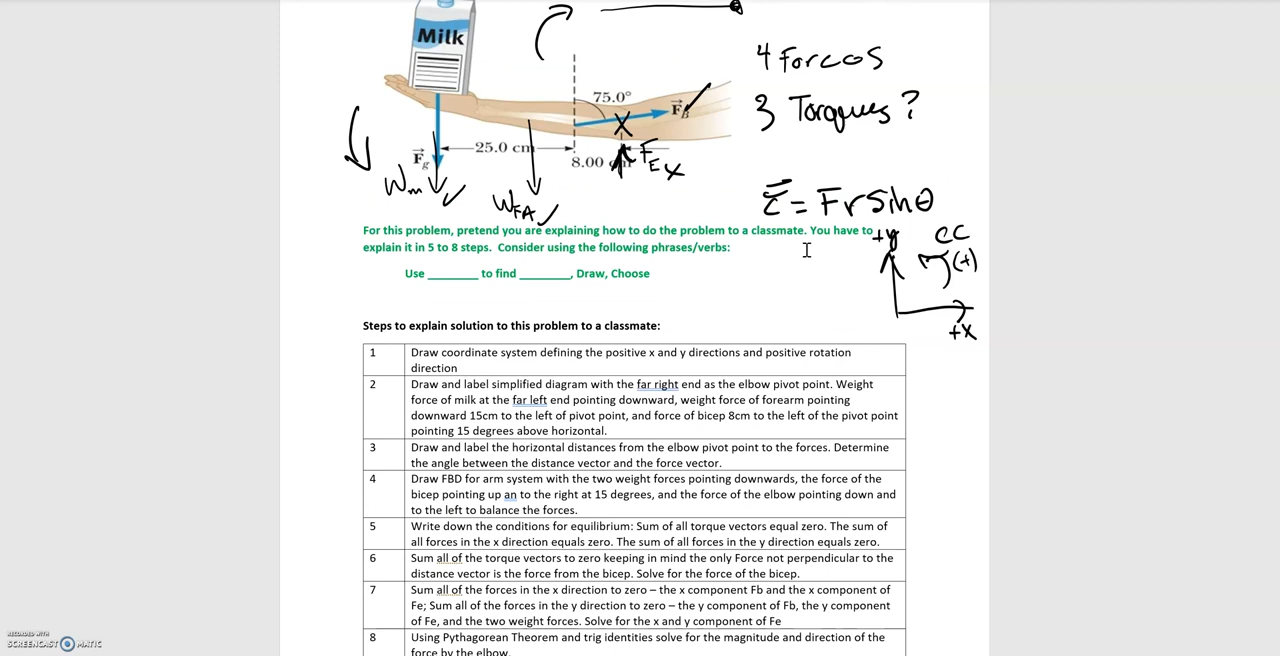 Milk
4 Forces
75.0°
F_B
3 Torques?
25.0 cm
F_g
8.00 c
F_E x
W_m
W_FA
τ = F r Sin θ
For this problem, pretend you are explaining how to do the problem to a classmate. You have to
explain it in 5 to 8 steps. Consider using the following phrases/verbs:
+y
CC
(+)
+x
Use ________ to find ________, Draw, Choose
Steps to explain solution to this problem to a classmate:
1 Draw coordinate system defining the positive x and y directions and positive rotation
direction
2 Draw and label simplified diagram with the far right end as the elbow pivot point. Weight
force of milk at the far left end pointing downward, weight force of forearm pointing
downward 15cm to the left of pivot point, and force of bicep 8cm to the left of the pivot point
pointing 15 degrees above horizontal.
3 Draw and label the horizontal distances from the elbow pivot point to the forces. Determine
the angle between the distance vector and the force vector.
4 Draw FBD for arm system with the two weight forces pointing downwards, the force of the
bicep pointing up an to the right at 15 degrees, and the force of the elbow pointing down and
to the left to balance the forces.
5 Write down the conditions for equilibrium: Sum of all torque vectors equal zero. The sum of
all forces in the x direction equals zero. The sum of all forces in the y direction equals zero.
6 Sum all of the torque vectors to zero keeping in mind the only Force not perpendicular to the
distance vector is the force from the bicep. Solve for the force of the bicep.
7 Sum all of the forces in the x direction to zero – the x component Fb and the x component of
Fe; Sum all of the forces in the y direction to zero – the y component of Fb, the y component
of Fe, and the two weight forces. Solve for the x and y component of Fe
8 Using Pythagorean Theorem and trig identities solve for the magnitude and direction of the
force by the elbow.
RECORDED WITH
SCREENCAST MATIC